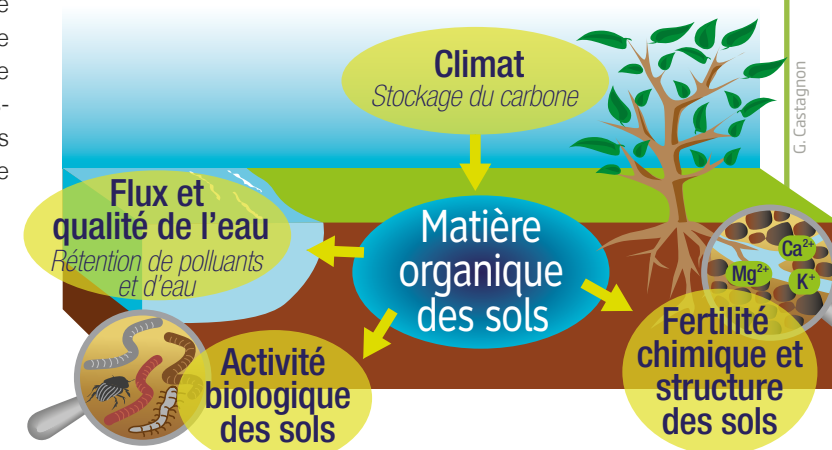 Climat
Stockage du carbone
G. Castagnon
Flux et
qualité de l'eau
Rétention de polluants
et d'eau
Matière
organique
des sols
Ca2+
Mg2+
K+
Activité
biologique
des sols
Fertilité
chimique et
structure
des sols